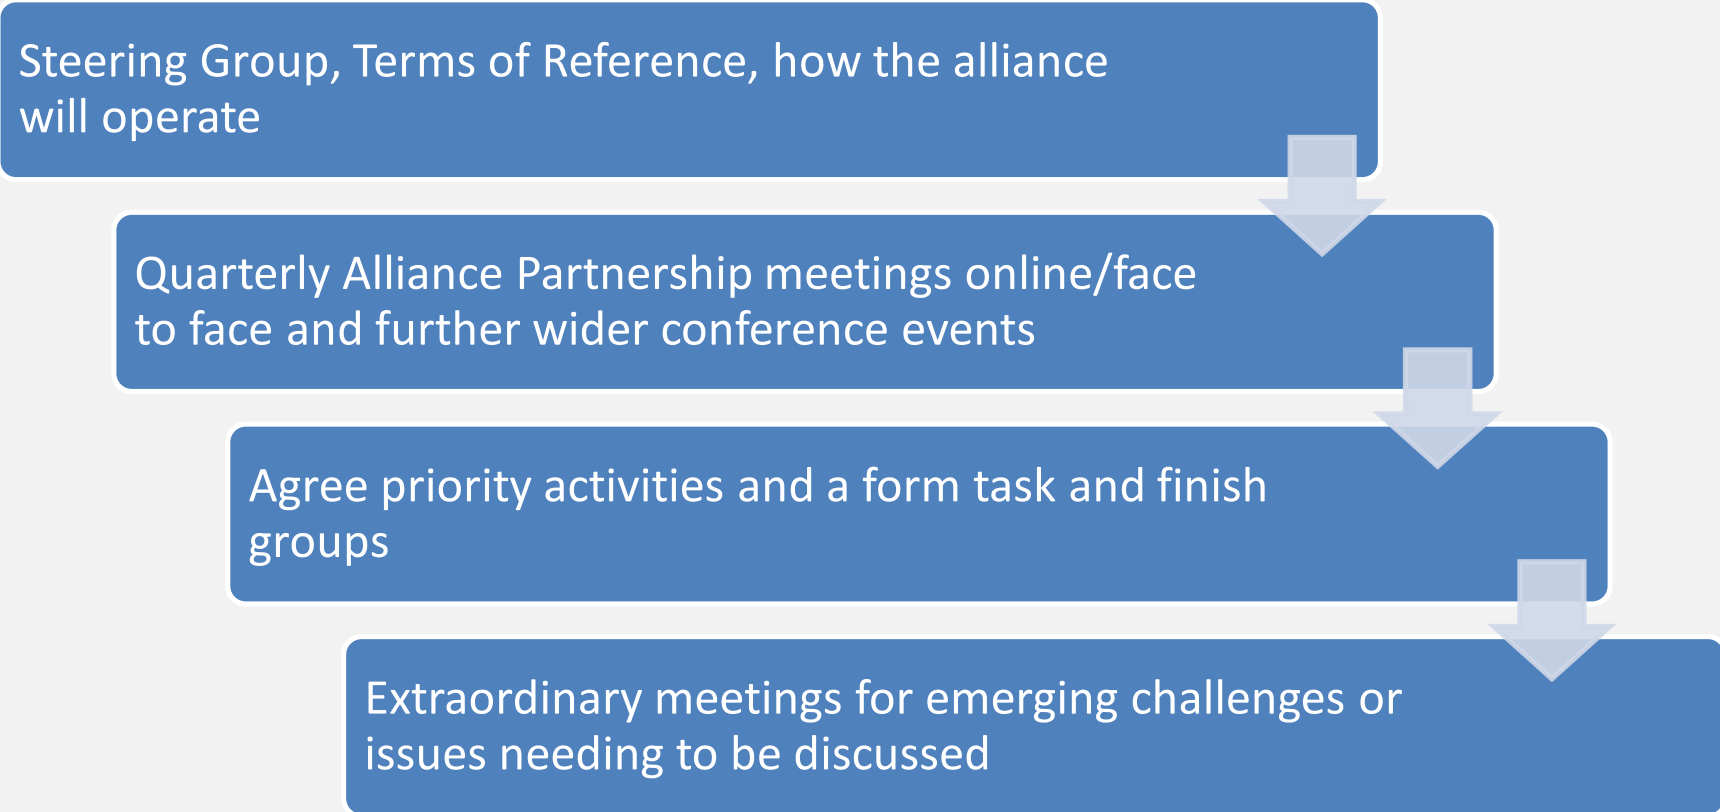 Steering Group, Terms of Reference, how the alliance
will operate
Quarterly Alliance Partnership meetings online/face
to face and further wider conference events
Agree priority activities and a form task and finish
groups
Extraordinary meetings for emerging challenges or
issues needing to be discussed